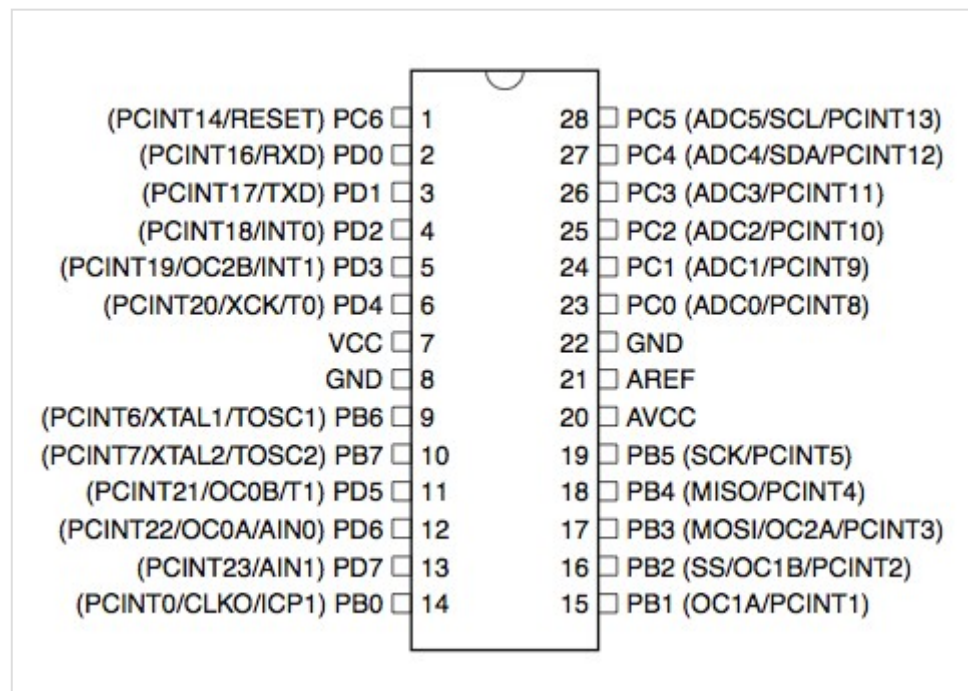 (PCINT14/RESET) PC6 1 28 PC5 (ADC5/SCL/PCINT13)
(PCINT16/RXD) PD0 2 27 PC4 (ADC4/SDA/PCINT12)
(PCINT17/TXD) PD1 3 26 PC3 (ADC3/PCINT11)
(PCINT18/INT0) PD2 4 25 PC2 (ADC2/PCINT10)
(PCINT19/OC2B/INT1) PD3 5 24 PC1 (ADC1/PCINT9)
(PCINT20/XCK/T0) PD4 6 23 PC0 (ADC0/PCINT8)
VCC 7 22 GND
GND 8 21 AREF
(PCINT6/XTAL1/TOSC1) PB6 9 20 AVCC
(PCINT7/XTAL2/TOSC2) PB7 10 19 PB5 (SCK/PCINT5)
(PCINT21/OC0B/T1) PD5 11 18 PB4 (MISO/PCINT4)
(PCINT22/OC0A/AIN0) PD6 12 17 PB3 (MOSI/OC2A/PCINT3)
(PCINT23/AIN1) PD7 13 16 PB2 (SS/OC1B/PCINT2)
(PCINT0/CLKO/ICP1) PB0 14 15 PB1 (OC1A/PCINT1)